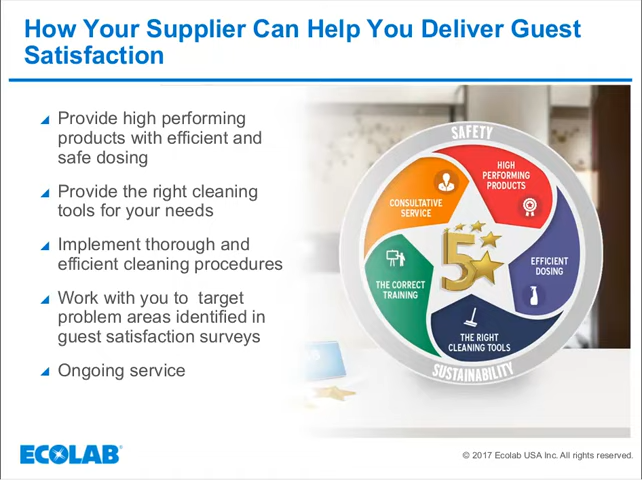 How Your Supplier Can Help You Deliver Guest
Satisfaction
Provide high performing
products with efficient and
safe dosing
Provide the right cleaning
tools for your needs
Implement thorough and
efficient cleaning procedures
Work with you to target
problem areas identified in
guest satisfaction surveys
Ongoing service
SAFETY
HIGH
PERFORMING
PRODUCTS
CONSULTATIVE
SERVICE
5
EFFICIENT
DOSING
THE CORRECT
TRAINING
THE RIGHT
CLEANING TOOLS
SUSTAINABILITY
ECOLAB®
© 2017 Ecolab USA Inc. All rights reserved.